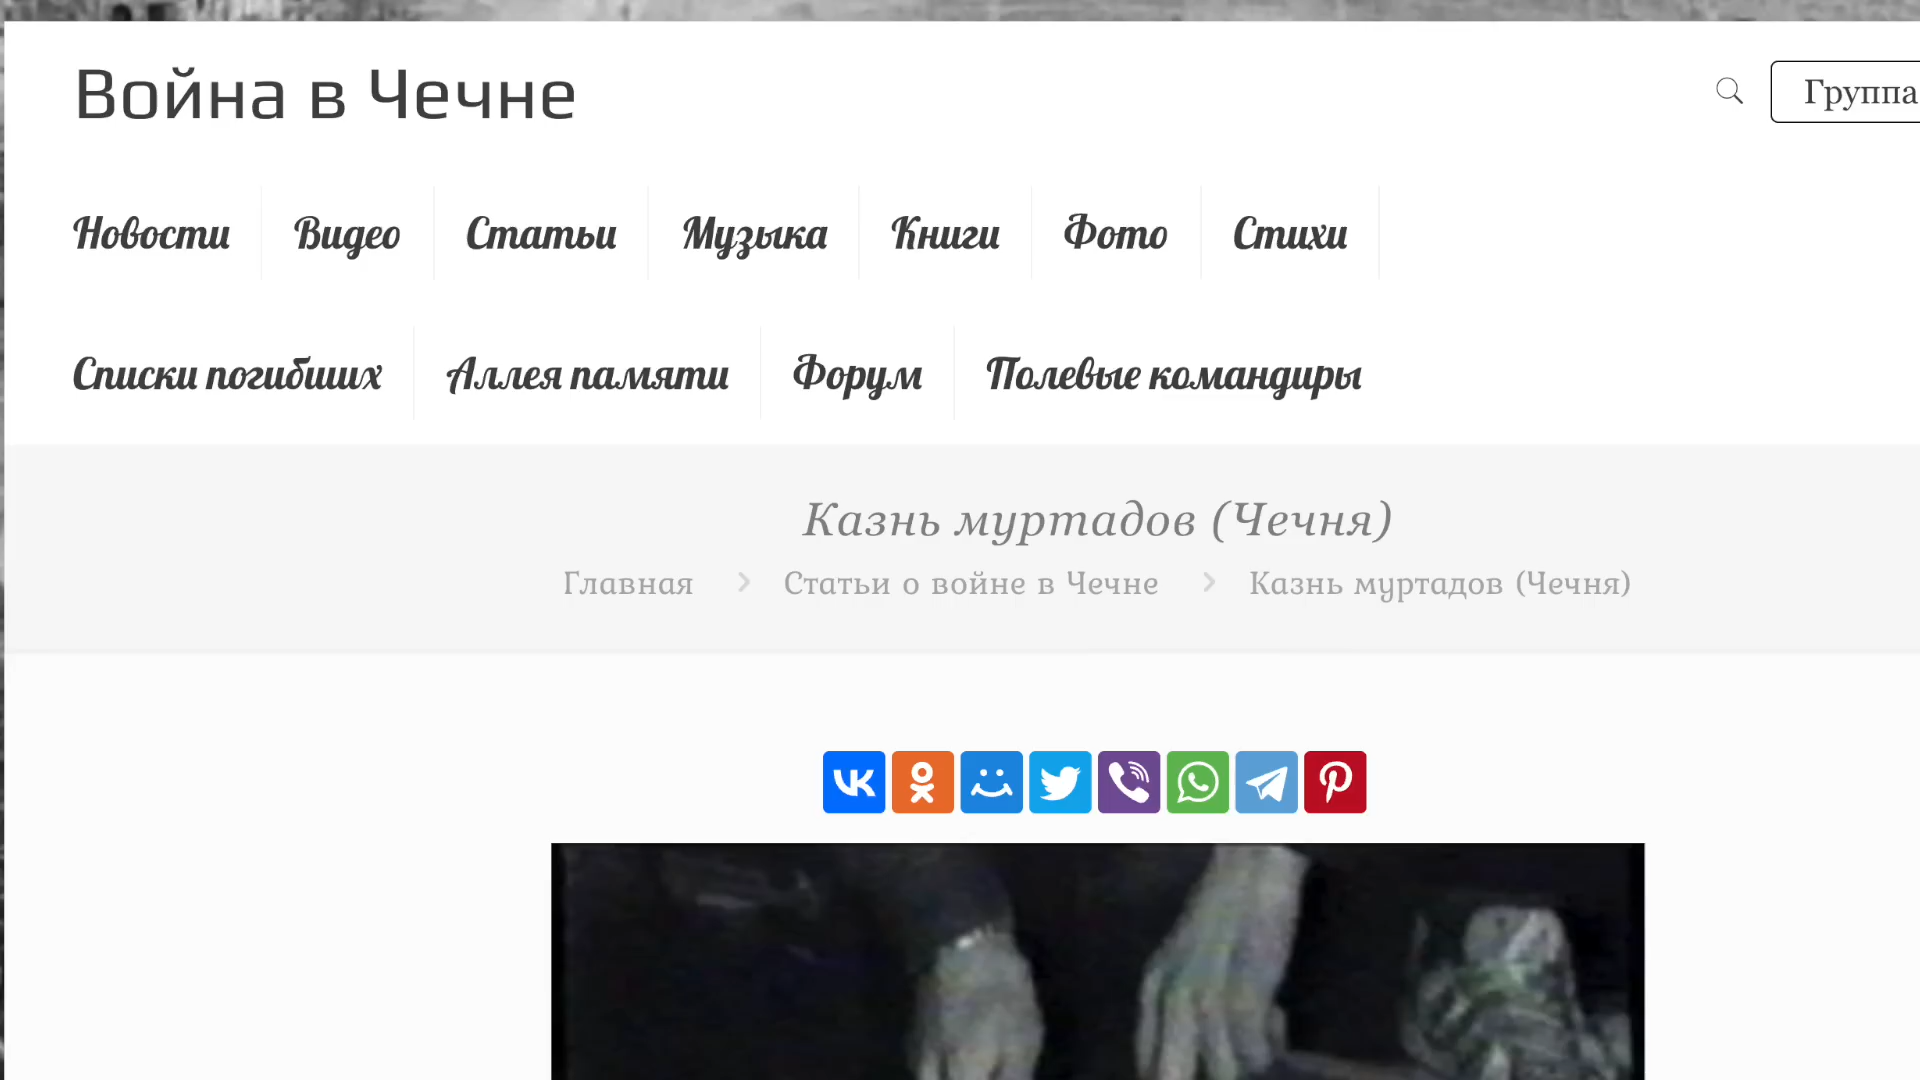 Война в Чечне
Группа
Новости Видео Статьи Музыка Книги Фото Стихи
Списки погибших Аллея памяти Форум Полевые командиры
Казнь муртадов (Чечня)
Главная Статьи о войне в Чечне Казнь муртадов (Чечня)